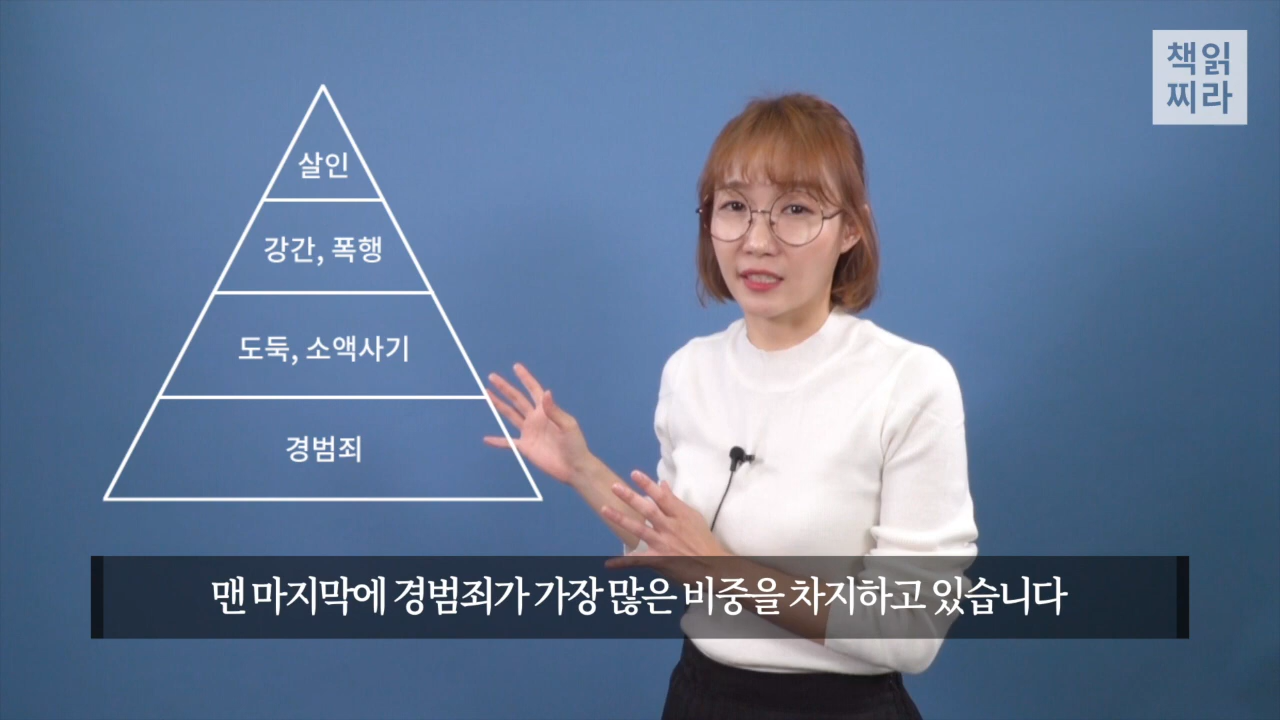 책읽
찌라
살인
강간, 폭행
도둑, 소액사기
경범죄
맨 마지막에 경범죄가 가장 많은 비중을 차지하고 있습니다